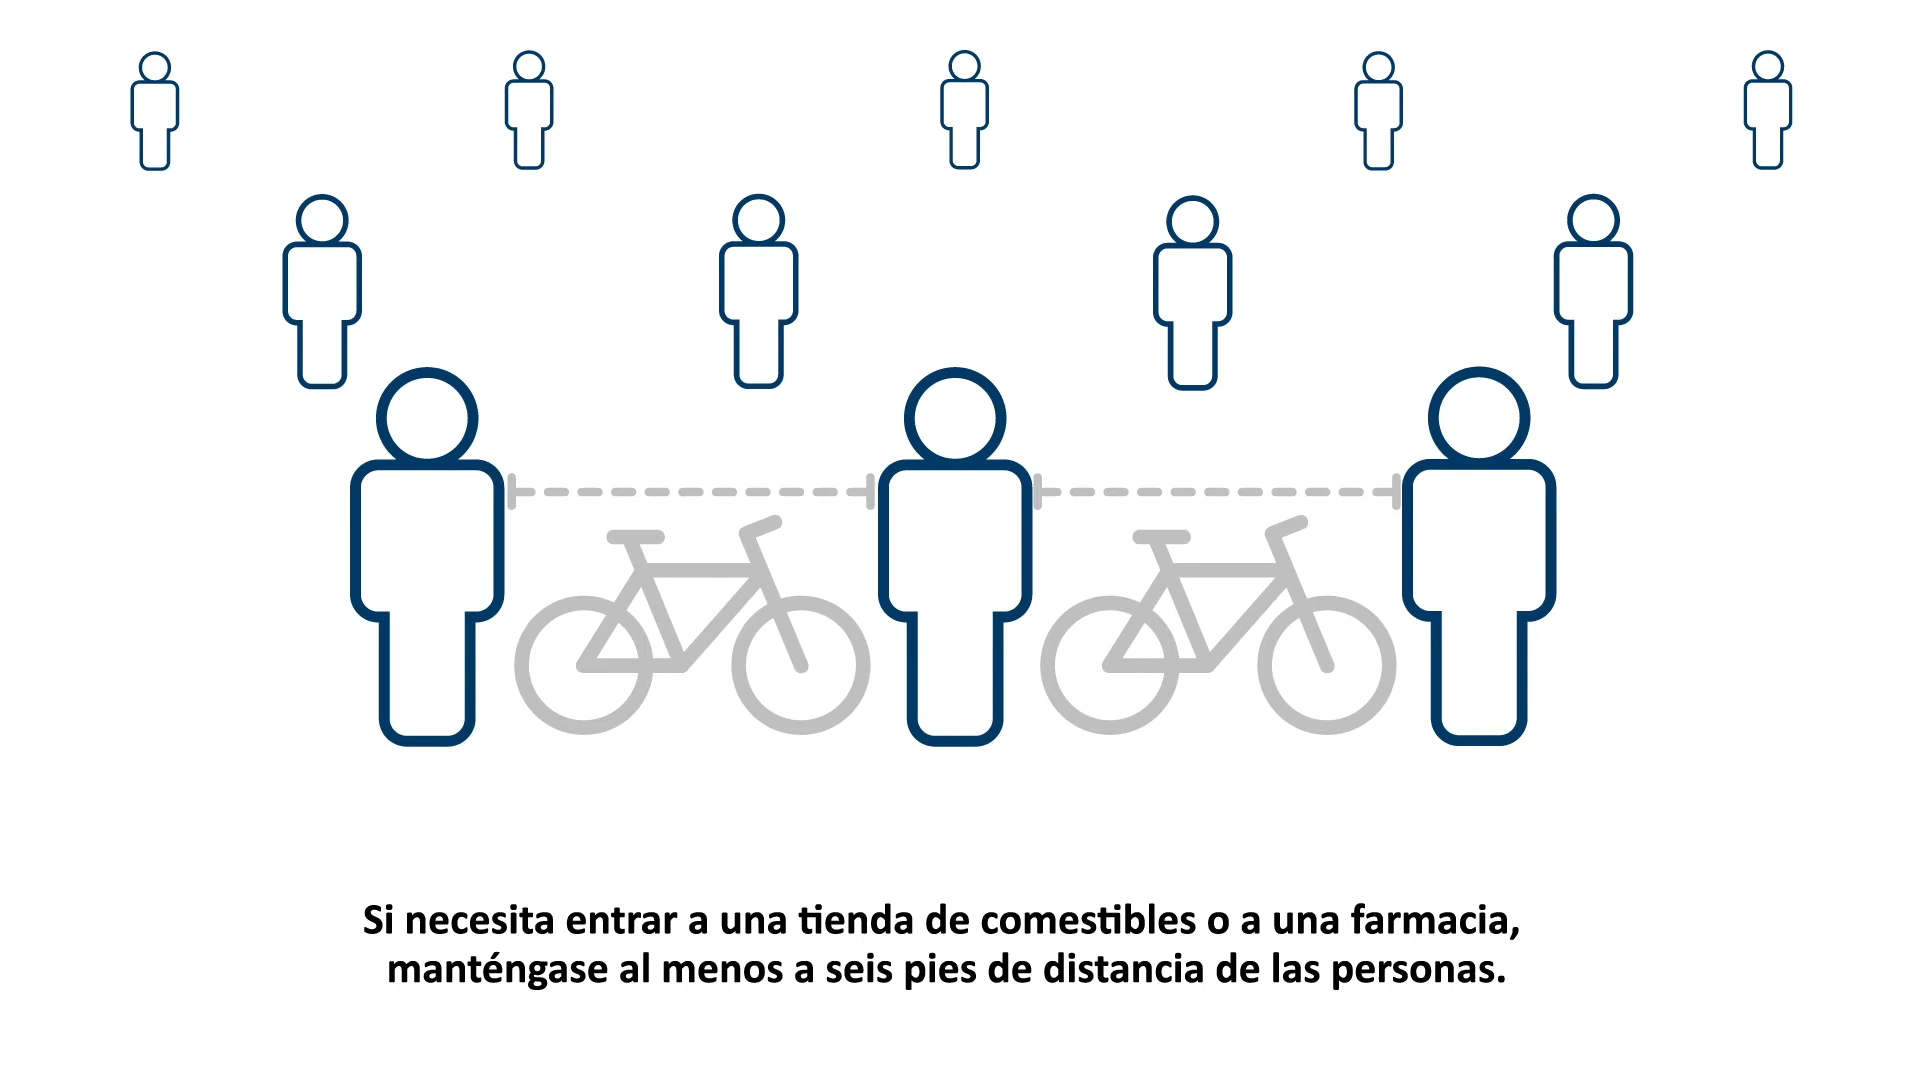 Si necesita entrar a una tienda de comestibles o a una farmacia,
manténgase al menos a seis pies de distancia de las personas.